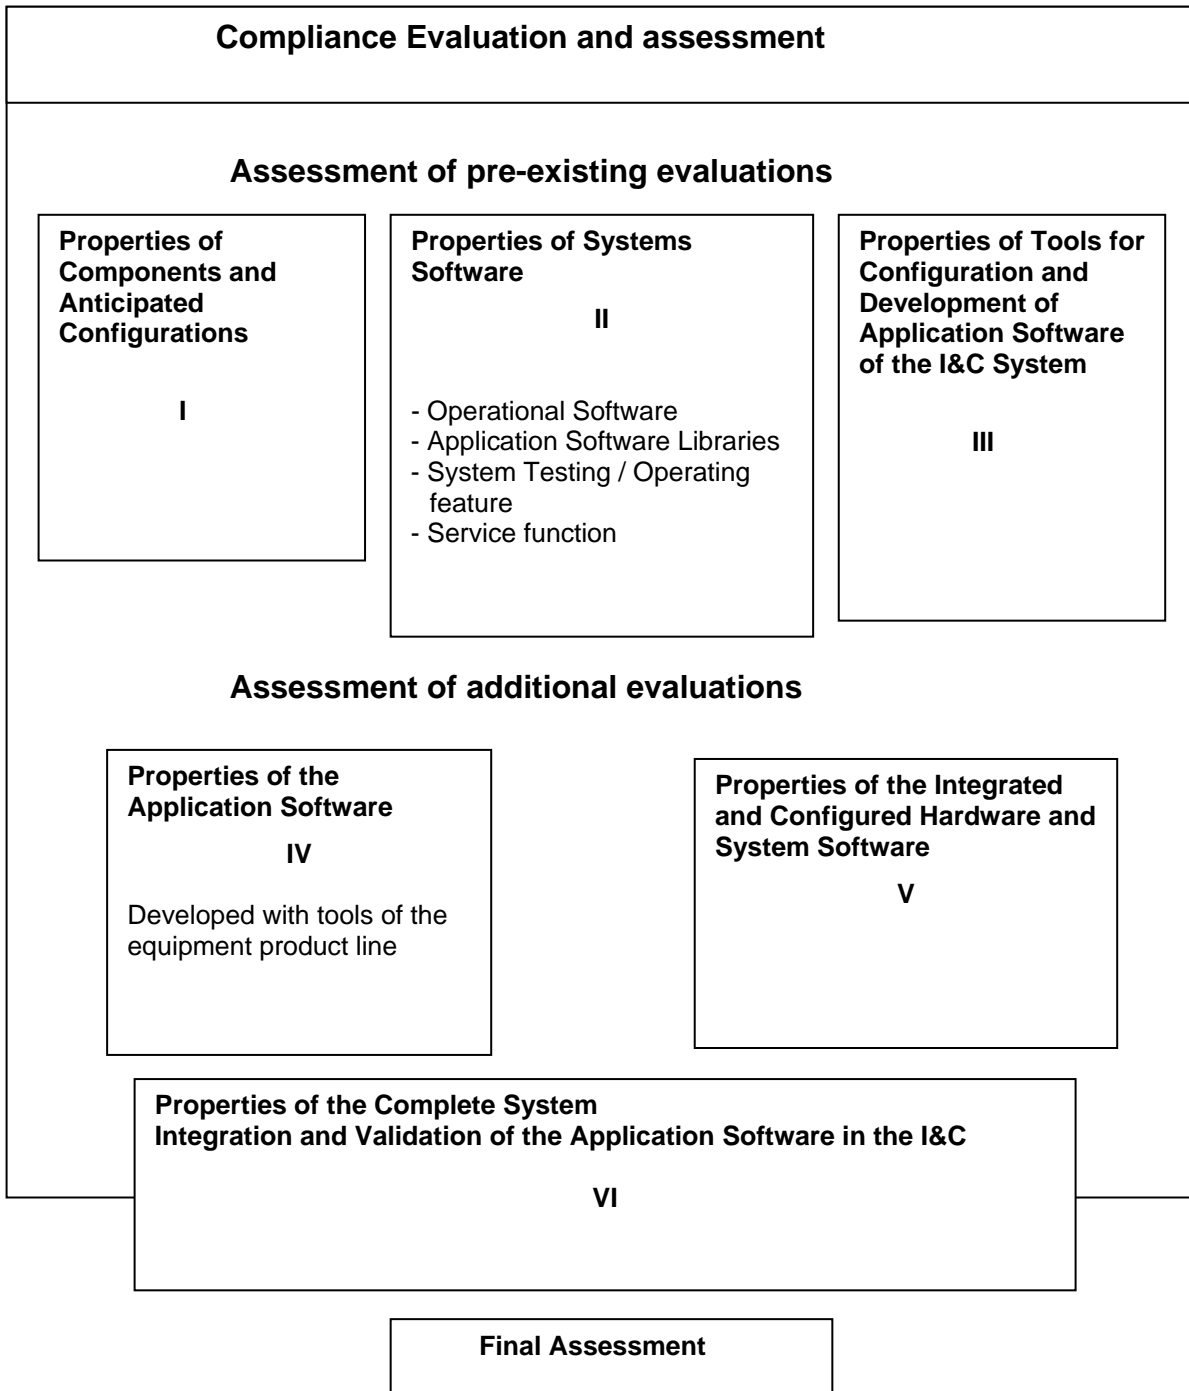 Compliance Evaluation and assessment
Assessment of pre-existing evaluations
Properties of
Components and
Anticipated
Configurations
I
Properties of Systems
Software
II
- Operational Software
- Application Software Libraries
- System Testing / Operating
feature
- Service function
Properties of Tools for
Configuration and
Development of
Application Software
of the I&C System
III
Assessment of additional evaluations
Properties of the
Application Software
IV
Developed with tools of the
equipment product line
Properties of the Integrated
and Configured Hardware and
System Software
V
Properties of the Complete System
Integration and Validation of the Application Software in the I&C
VI
Final Assessment